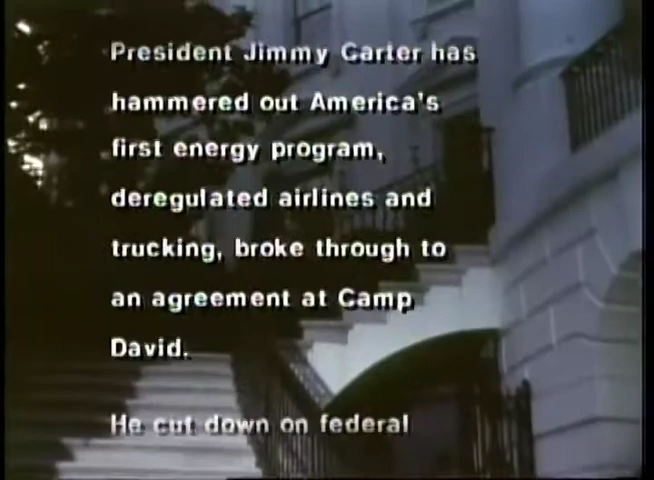 President Jimmy Carter has
hammered out America's
first energy program,
deregulated airlines and
trucking, broke through to
an agreement at Camp
David.
He cut down on federal